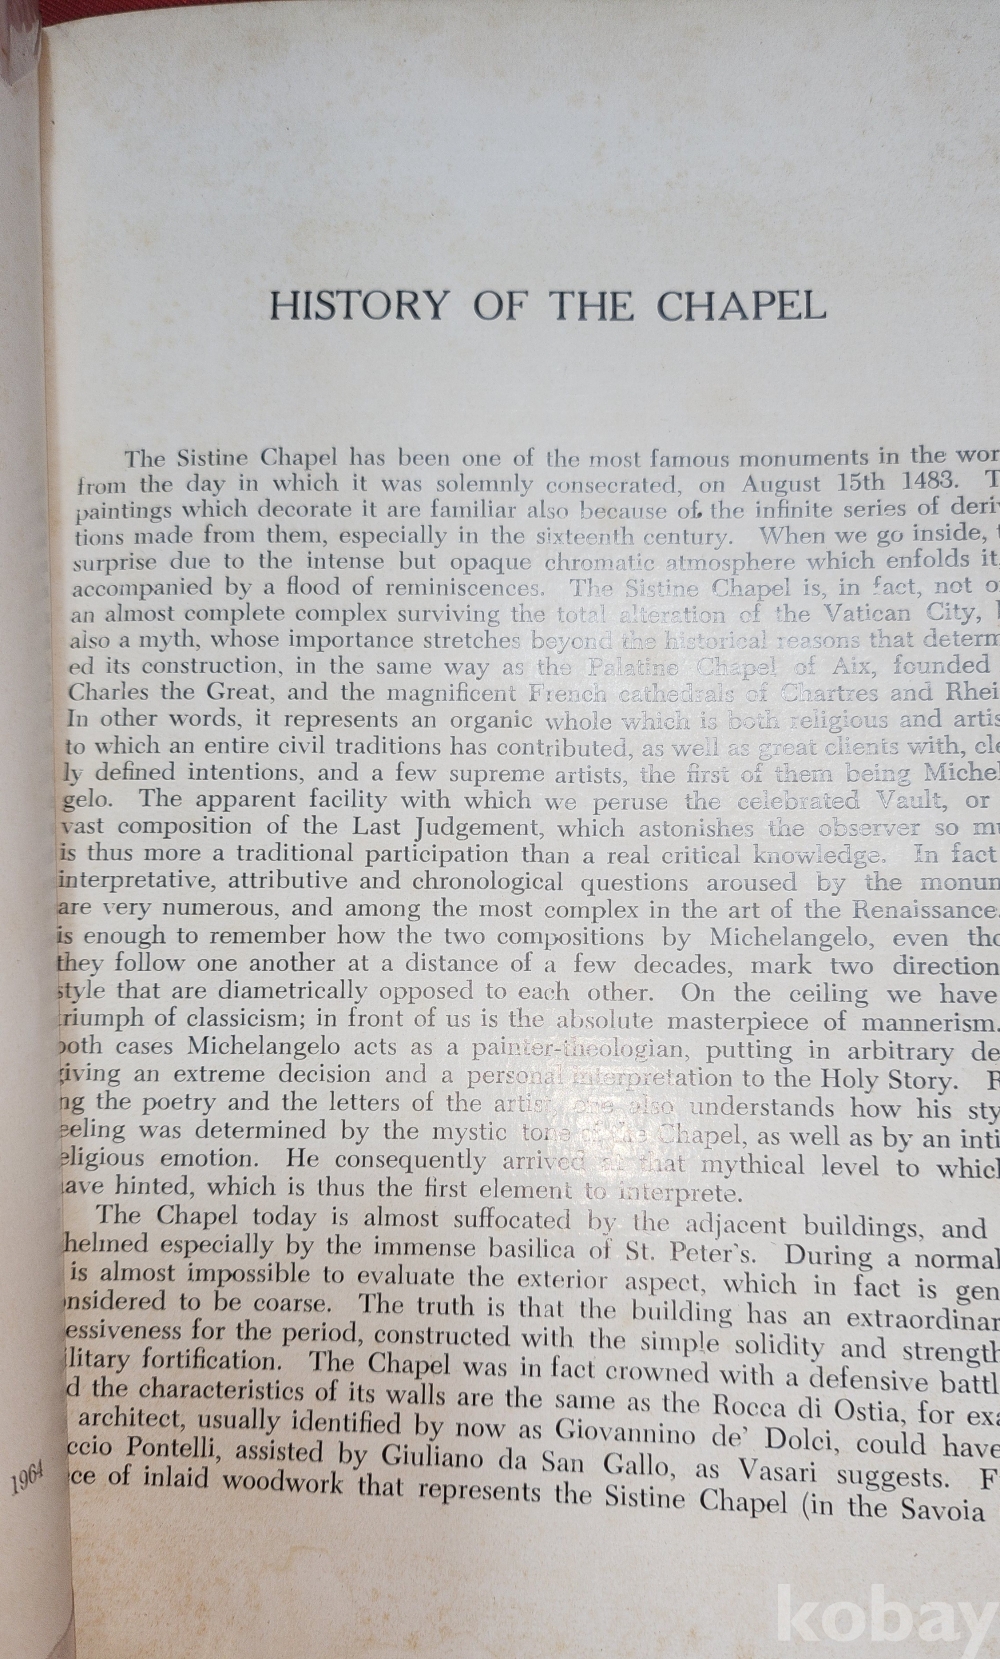 HISTORY OF THE CHAPEL
The Sistine Chapel has been one of the most famous monuments in the wor
from the day in which it was solemnly consecrated, on August 15th 1483. T
paintings which decorate it are familiar also because of the infinite series of deri
tions made from them, especially in the sixteenth century. When we go inside,
surprise due to the intense but opaque chromatic atmosphere which enfolds it
accompanied by a flood of reminiscences. The Sistine Chapel is, in fact, not o
an almost complete complex surviving the total alteration of the Vatican City,
also a myth, whose importance stretches beyond the historical reasons that determ
ed its construction, in the same way as the Palatine Chapel of Aix, founded
Charles the Great, and the magnificent French cathedrals of Chartres and Rhei
In other words, it represents an organic whole which is both religious and artis
to which an entire civil traditions has contributed, as well as great clients with, cle
ly defined intentions, and a few supreme artists, the first of them being Michel
gelo. The apparent facility with which we peruse the celebrated Vault, or
vast composition of the Last Judgement, which astonishes the observer so mu
is thus more a traditional participation than a real critical knowledge. In fact
interpretative, attributive and chronological questions aroused by the monum
are very numerous, and among the most complex in the art of the Renaissance.
is enough to remember how the two compositions by Michelangelo, even tho
they follow one another at a distance of a few decades, mark two direction
style that are diametrically opposed to each other. On the ceiling we have
riumph of classicism; in front of us is the absolute masterpiece of mannerism.
both cases Michelangelo acts as a painter-theologian, putting in arbitrary de
giving an extreme decision and a personal interpretation to the Holy Story. R
ng the poetry and the letters of the artist, one also understands how his sty
eeling was determined by the mystic tone of the Chapel, as well as by an inti
eligious emotion. He consequently arrived at that mythical level to which
ave hinted, which is thus the first element to interprete.
The Chapel today is almost suffocated by the adjacent buildings, and
helmed especially by the immense basilica of St. Peter's. During a normal
is almost impossible to evaluate the exterior aspect, which in fact is gen
nsidered to be coarse. The truth is that the building has an extraordinar
essiveness for the period, constructed with the simple solidity and strength
litary fortification. The Chapel was in fact crowned with a defensive battl
d the characteristics of its walls are the same as the Rocca di Ostia, for exa
architect, usually identified by now as Giovannino de' Dolci, could have
ccio Pontelli, assisted by Giuliano da San Gallo, as Vasari suggests. F
ce of inlaid woodwork that represents the Sistine Chapel (in the Savoia
1964
kobay